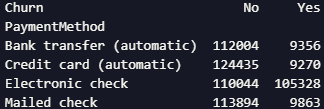 Churn No Yes
PaymentMethod
Bank transfer (automatic) 112004 9356
Credit card (automatic) 124435 9270
Electronic check 110044 105328
Mailed check 113894 9863